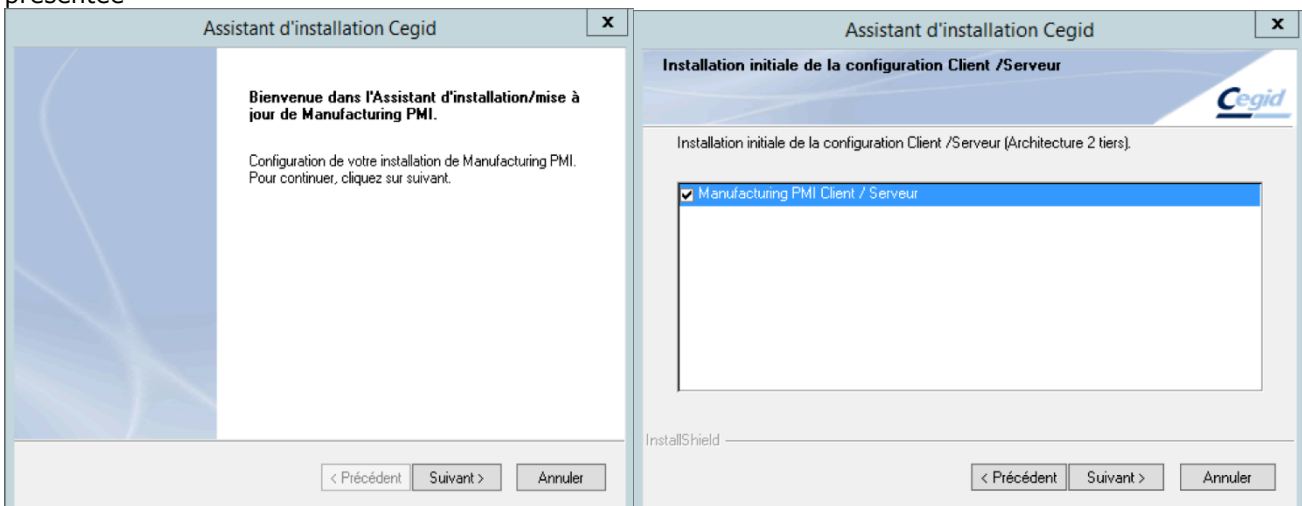 présentée
Assistant d'installation Cegid
x
Bienvenue dans l'Assistant d'installation/mise à
jour de Manufacturing PMI.
Configuration de votre installation de Manufacturing PMI.
Pour continuer, cliquez sur suivant.
< Précédent
Suivant >
Annuler
Assistant d'installation Cegid
x
Installation initiale de la configuration Client /Serveur
Cegid
Installation initiale de la configuration Client /Serveur (Architecture 2 tiers).
Manufacturing PMI Client / Serveur
InstallShield
< Précédent
Suivant >
Annuler